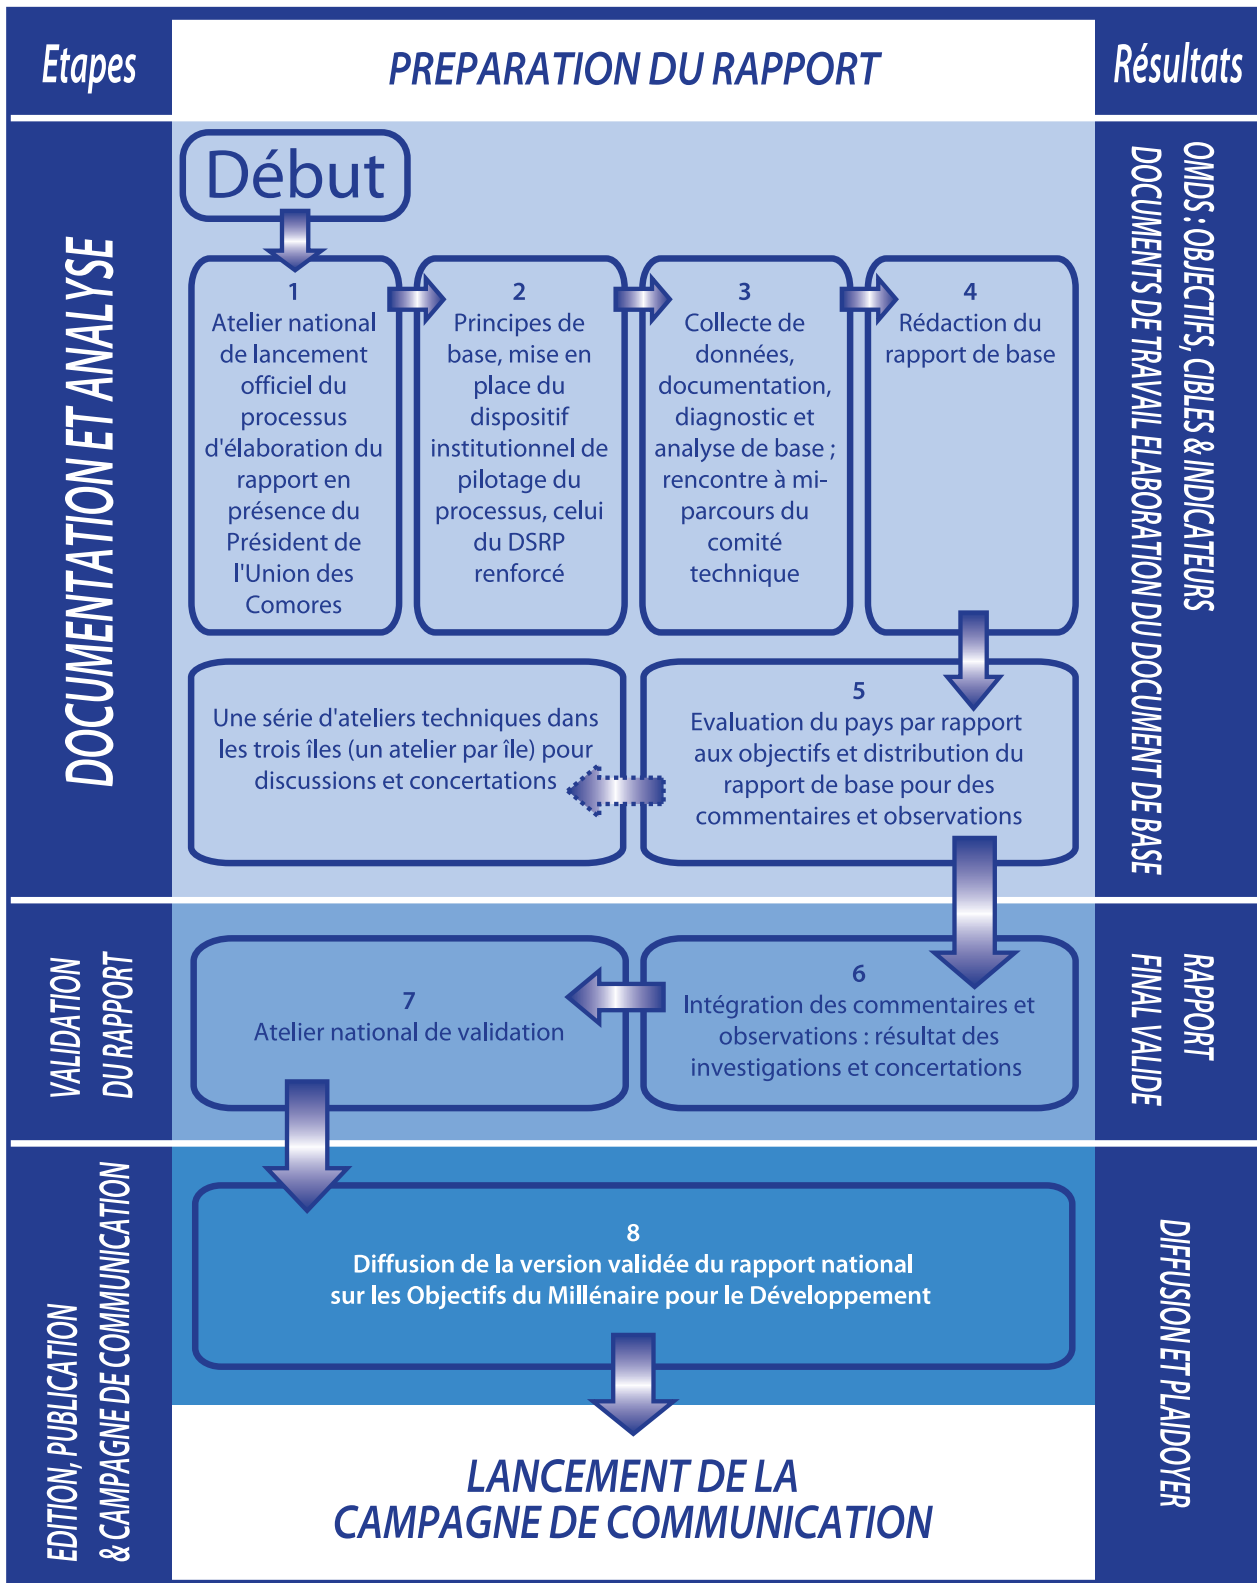 Etapes
PREPARATION DU RAPPORT
Résultats
DOCUMENTATION ET ANALYSE
Début
1
Atelier national
de lancement
officiel du
processus
d'élaboration du
rapport en
présence du
Président de
l'Union des
Comores
2
Principes de
base, mise en
place du
dispositif
institutionnel de
pilotage du
processus, celui
du DSRP
renforcé
3
Collecte de
données,
documentation,
diagnostic et
analyse de base ;
rencontre à mi-
parcours du
comité
technique
4
Rédaction du
rapport de base
OMDS : OBJECTIFS, CIBLES & INDICATEURS
DOCUMENTS DE TRAVAIL ELABORATION DU DOCUMENT DE BASE
5
Evaluation du pays par rapport
aux objectifs et distribution du
rapport de base pour des
commentaires et observations
Une série d'ateliers techniques dans
les trois îles (un atelier par île) pour
discussions et concertations
VALIDATION
DU RAPPORT
6
Intégration des commentaires et
observations : résultat des
investigations et concertations
7
Atelier national de validation
RAPPORT
FINAL VALIDE
EDITION, PUBLICATION
& CAMPAGNE DE COMMUNICATION
8
Diffusion de la version validée du rapport national
sur les Objectifs du Millénaire pour le Développement
DIFFUSION ET PLAIDOYER
LANCEMENT DE LA
CAMPAGNE DE COMMUNICATION